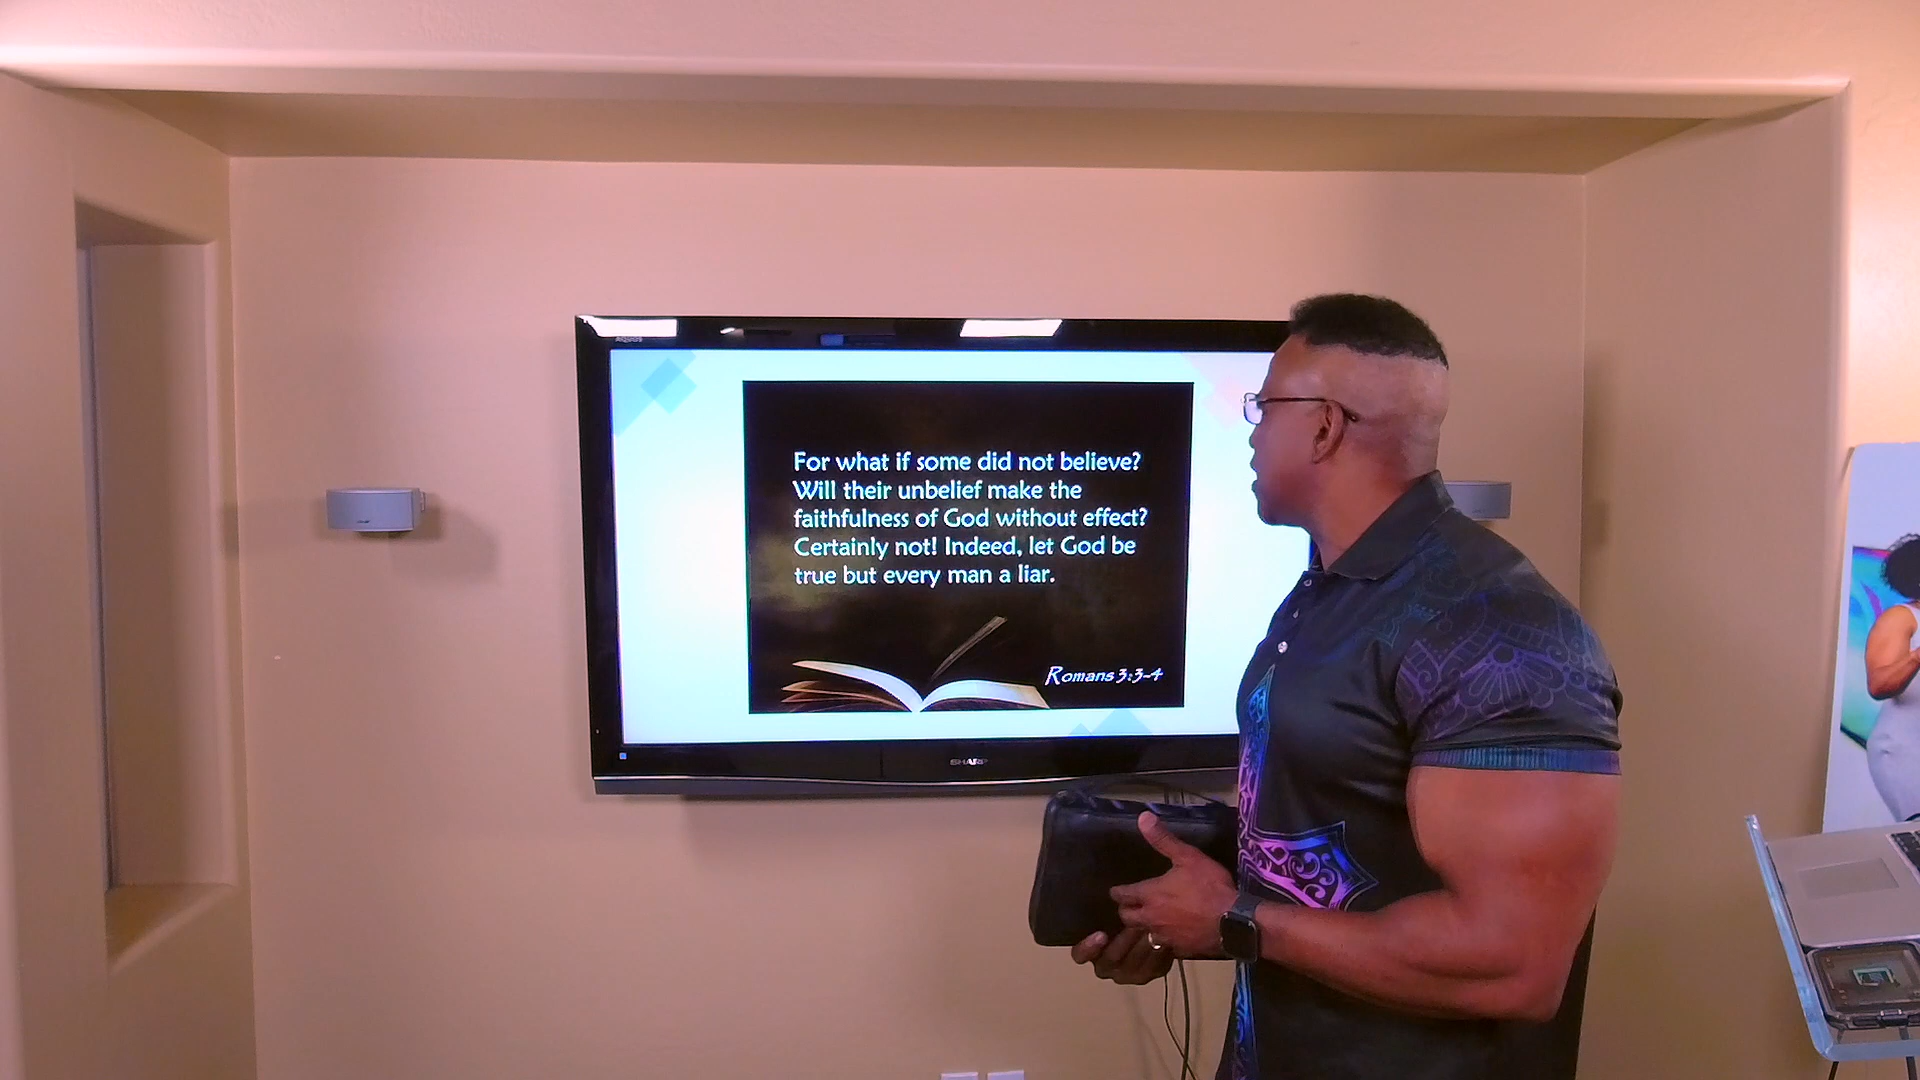 AQUOS
For what if some did not believe?
Will their unbelief make the
faithfulness of God without effect?
Certainly not! Indeed, let God be
true but every man a liar.
Romans 3:3-4
SHARP